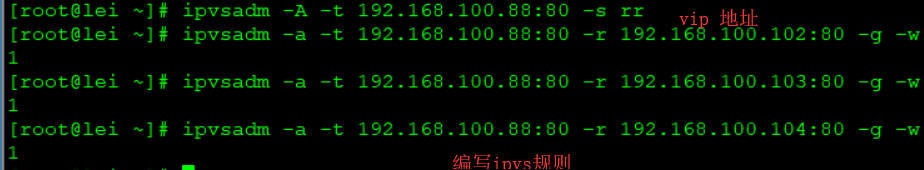 [root@lei ~]# ipvsadm -A -t 192.168.100.88:80 -s rr
vip 地址
[root@lei ~]# ipvsadm -a -t 192.168.100.88:80 -r 192.168.100.102:80 -g -w
1
[root@lei ~]# ipvsadm -a -t 192.168.100.88:80 -r 192.168.100.103:80 -g -w
1
[root@lei ~]# ipvsadm -a -t 192.168.100.88:80 -r 192.168.100.104:80 -g -w
1
编写ipvs规则